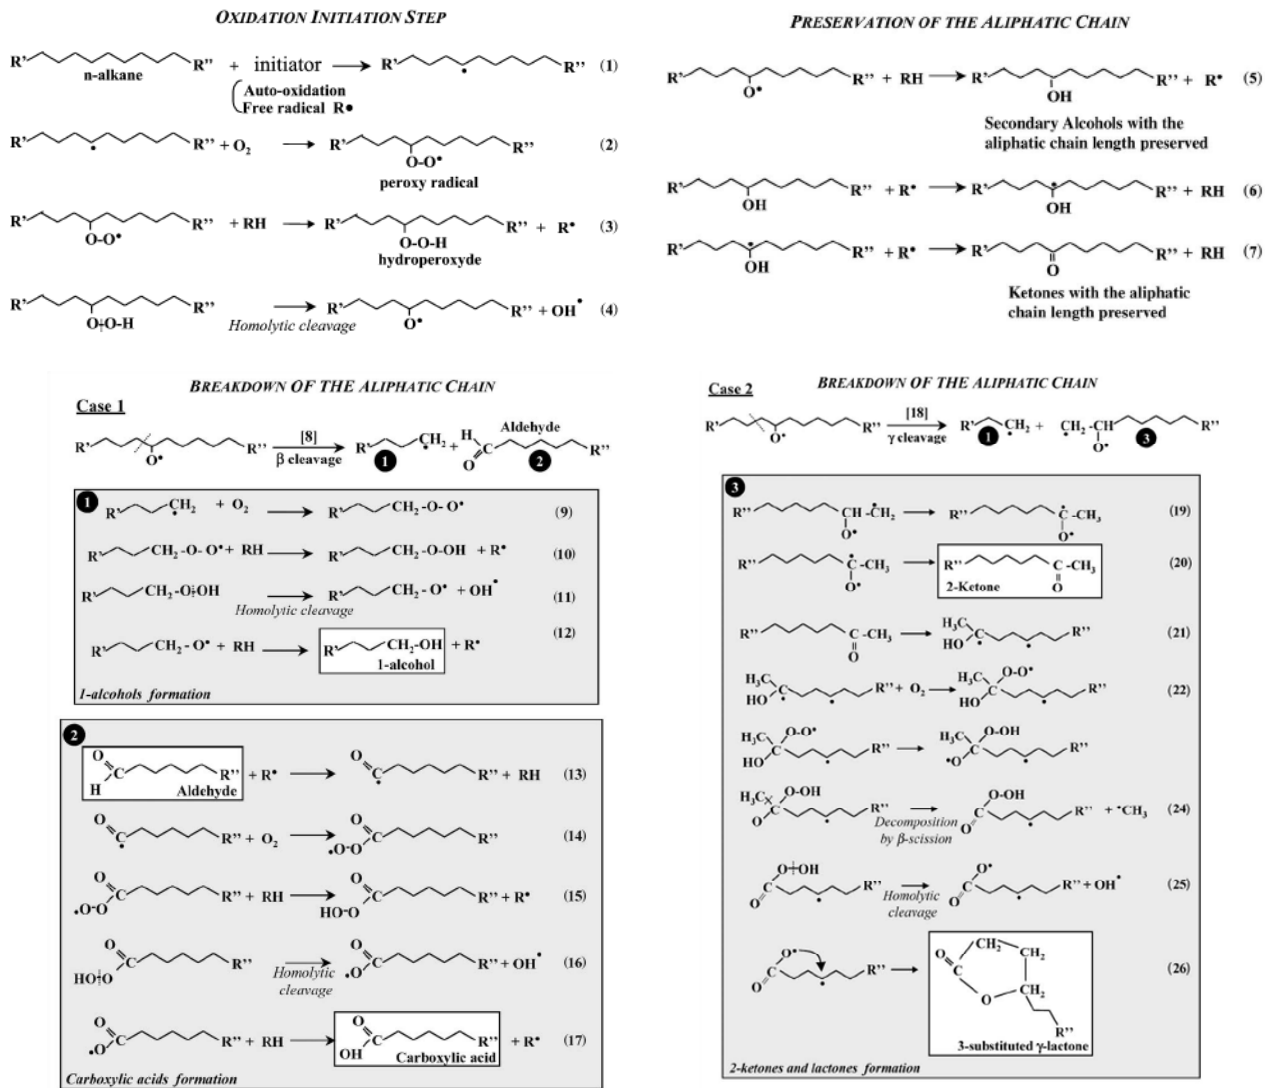 OXIDATION INITIATION STEP
R' R'' + initiator R' R'' (1)
n-alkane
Auto-oxidation
Free radical R•
R' • R'' + O2 R' R'' (2)
O-O•
peroxy radical
R' R'' + RH R' R'' + R• (3)
O-O• O-O-H
hydroperoxyde
R' R'' R' R'' + OH• (4)
O-O-H Homolytic cleavage O•
PRESERVATION OF THE ALIPHATIC CHAIN
R' R'' + RH R' R'' + R• (5)
O• OH
Secondary Alcohols with the
aliphatic chain length preserved
R' R'' + R• R' • R'' + RH (6)
OH OH
R' • R'' + R• R' R'' + RH (7)
OH O
Ketones with the aliphatic
chain length preserved
BREAKDOWN OF THE ALIPHATIC CHAIN
Case 1
R' R'' [8] R' CH2 + H Aldehyde R''
O• β cleavage 1 O 2
1
R' CH2 + O2 R' CH2-O-O• (9)
R' CH2-O-O• + RH R' CH2-O-OH + R• (10)
R' CH2-O-OH R' CH2-O• + OH• (11)
Homolytic cleavage
R' CH2-O• + RH R' CH2-OH + R• (12)
1-alcohol
1-alcohols formation
2
O C H R'' + R• O C • R'' + RH (13)
Aldehyde
O C • R'' + O2 O C •O-O R'' (14)
O C •O-O R'' + RH O C HO-O R'' + R• (15)
O C HO-O R'' O C •O R'' + OH• (16)
Homolytic
cleavage
O C •O R'' + RH O C OH R'' + R• (17)
Carboxylic acid
Carboxylic acids formation
BREAKDOWN OF THE ALIPHATIC CHAIN
Case 2
R' R'' [18] R' CH2 + CH2-CH R''
O• γ cleavage 1 O• 3
3
R'' CH-CH2 R'' C-CH3 (19)
O• O•
R'' C-CH3 R'' C-CH3 (20)
O• 2-Ketone O
R'' C-CH3 H3C HO C R'' (21)
O
H3C HO C R'' + O2 H3C O-O• HO C R'' (22)
H3C O-O• HO C R'' H3C O-OH •O C R''
H3C O-OH O C R'' O-OH O C R'' + •CH3 (24)
Decomposition
by β-scission
O-OH C O R'' O• C O R'' + OH• (25)
Homolytic
cleavage
O• C O R'' O C CH2 CH2 O CH2 R'' (26)
3-substituted γ-lactone
2-ketones and lactones formation